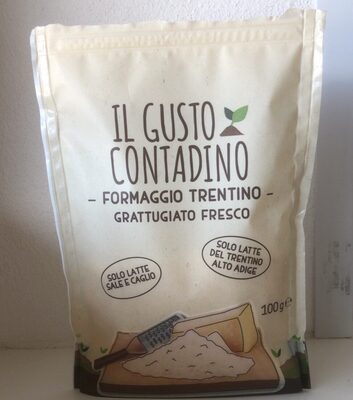 IL GUSTO
CONTADINO
- FORMAGGIO TRENTINO -
GRATTUGIATO FRESCO
SOLO LATTE
SALE E CAGLIO
SOLO LATTE
DEL TRENTINO
ALTO ADIGE
100g℮